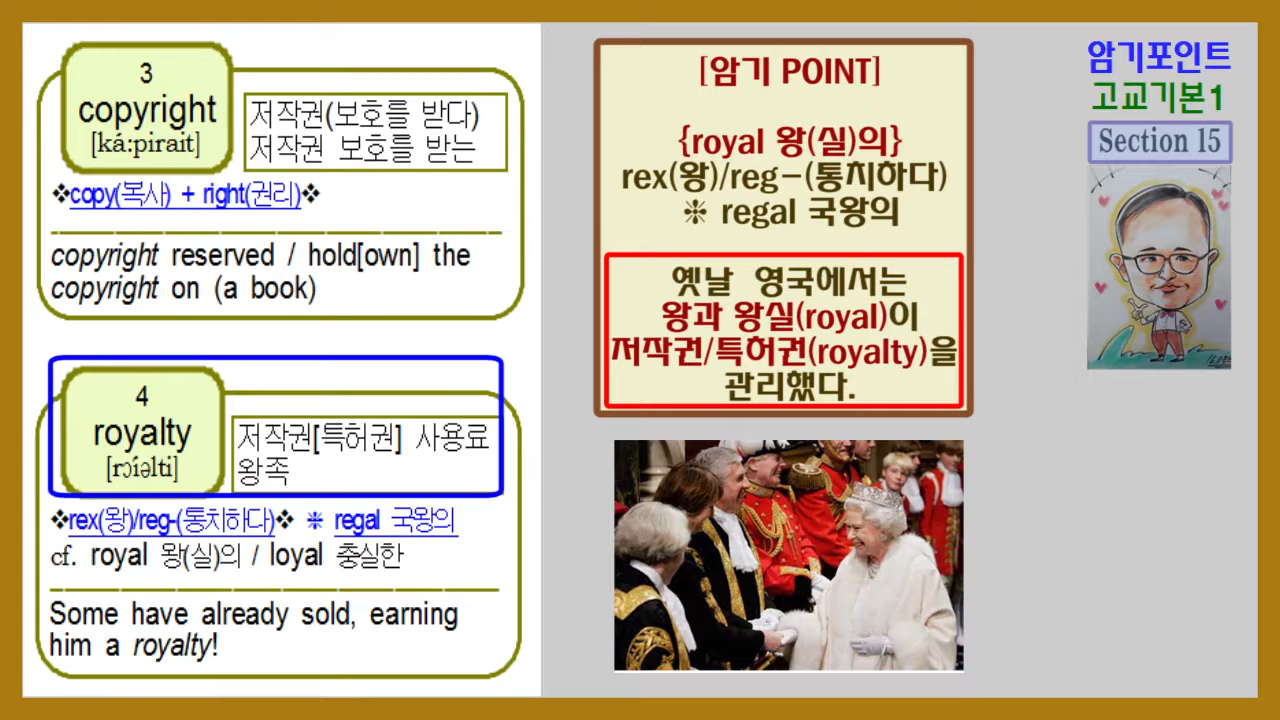 3
copyright
[ká:pirait]
저작권(보호를 받다)
저작권 보호를 받는
❖copy(복사) + right(권리)❖
copyright reserved / hold[own] the
copyright on (a book)
4
royalty
[rɔ́iəlti]
저작권[특허권] 사용료
왕족
❖rex(왕)/reg-(통치하다)❖ ❈ regal 국왕의
cf. royal 왕(실)의 / loyal 충실한
Some have already sold, earning
him a royalty!
[암기 POINT]
{royal 왕(실)의}
rex(왕)/reg-(통치하다)
❈ regal 국왕의
옛날 영국에서는
왕과 왕실(royal)이
저작권/특허권(royalty)을
관리했다.
암기포인트
고교기본1
Section 15